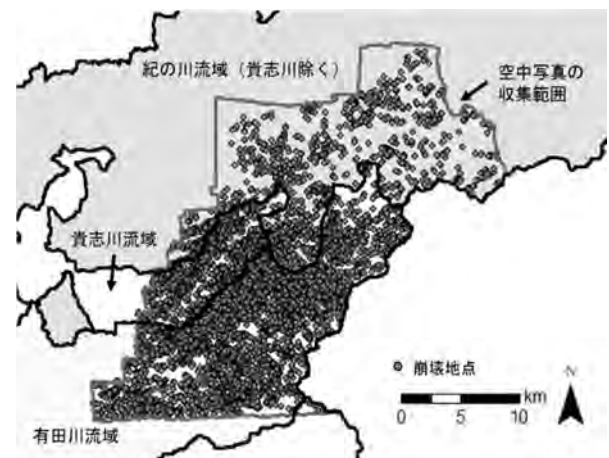 紀の川流域（貴志川除く）
空中写真の
収集範囲
貴志川流域
崩壊地点
N
km
0 5 10
有田川流域